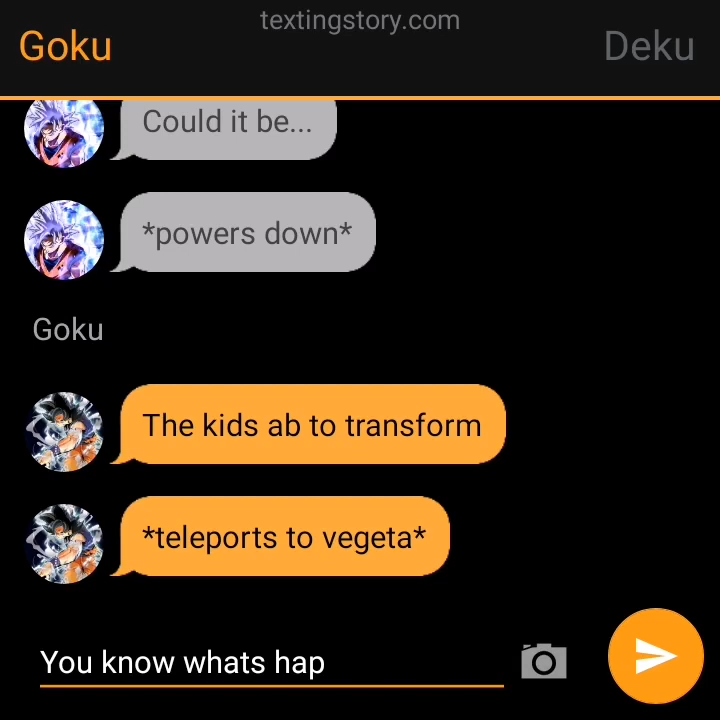 textingstory.com
Goku
Deku
Could it be...
*powers down*
Goku
The kids ab to transform
*teleports to vegeta*
You know whats hap